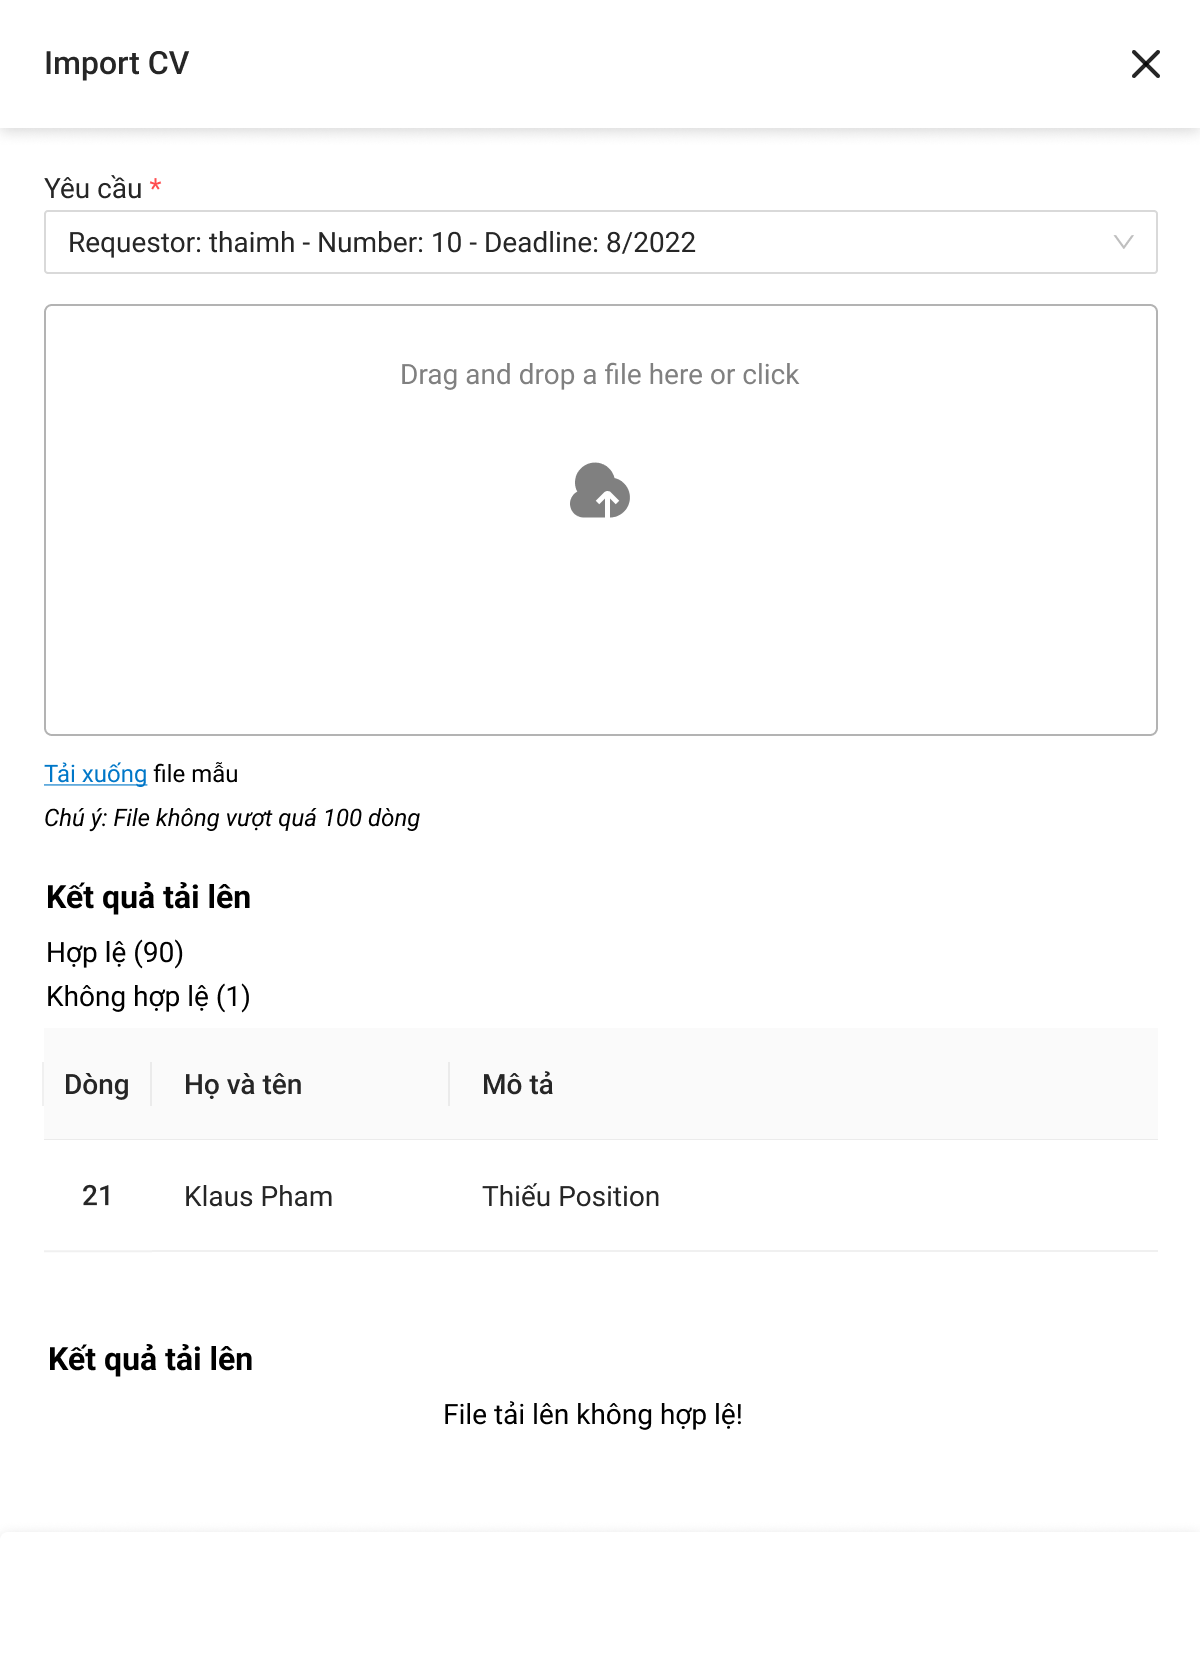 Import CV
Yêu cầu *
Requestor: thaimh - Number: 10 - Deadline: 8/2022
Drag and drop a file here or click
Tải xuống file mẫu
Chú ý: File không vượt quá 100 dòng
Kết quả tải lên
Hợp lệ (90)
Không hợp lệ (1)
Dòng Họ và tên Mô tả
21 Klaus Pham Thiếu Position
Kết quả tải lên
File tải lên không hợp lệ!